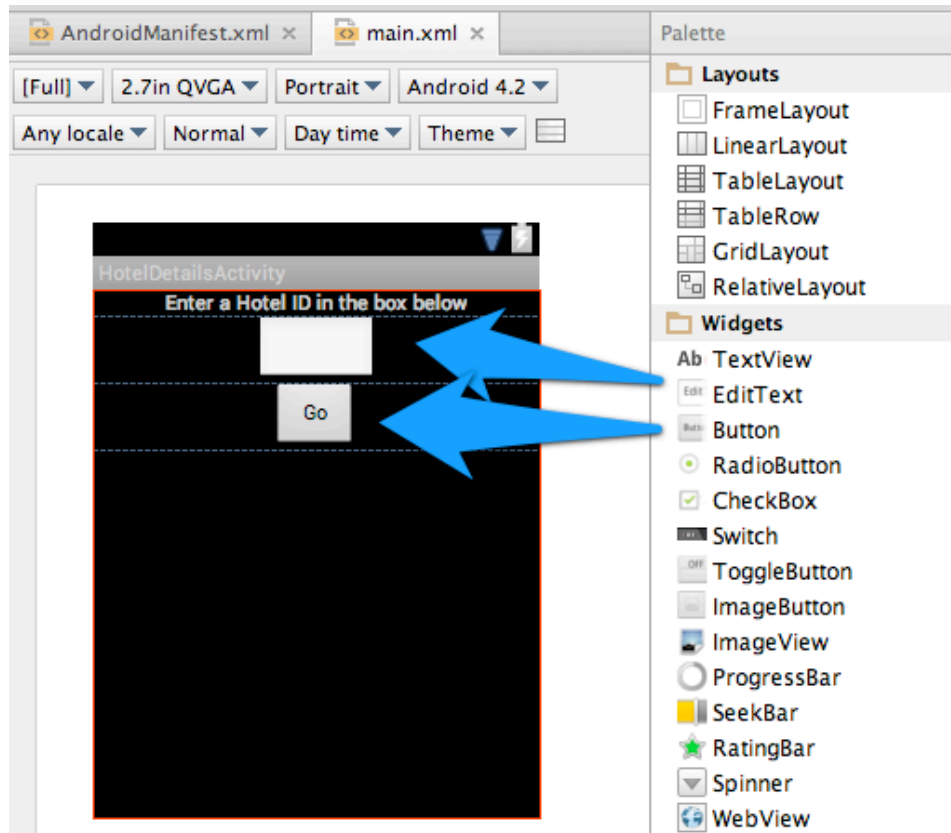 AndroidManifest.xml main.xml
Palette
[Full] 2.7in QVGA Portrait Android 4.2
Any locale Normal Day time Theme
HotelDetailsActivity
Enter a Hotel ID in the box below
Go
Layouts
FrameLayout
LinearLayout
TableLayout
TableRow
GridLayout
RelativeLayout
Widgets
Ab TextView
Edit EditText
Button
RadioButton
CheckBox
Switch
OFF ToggleButton
ImageButton
ImageView
ProgressBar
SeekBar
RatingBar
Spinner
WebView